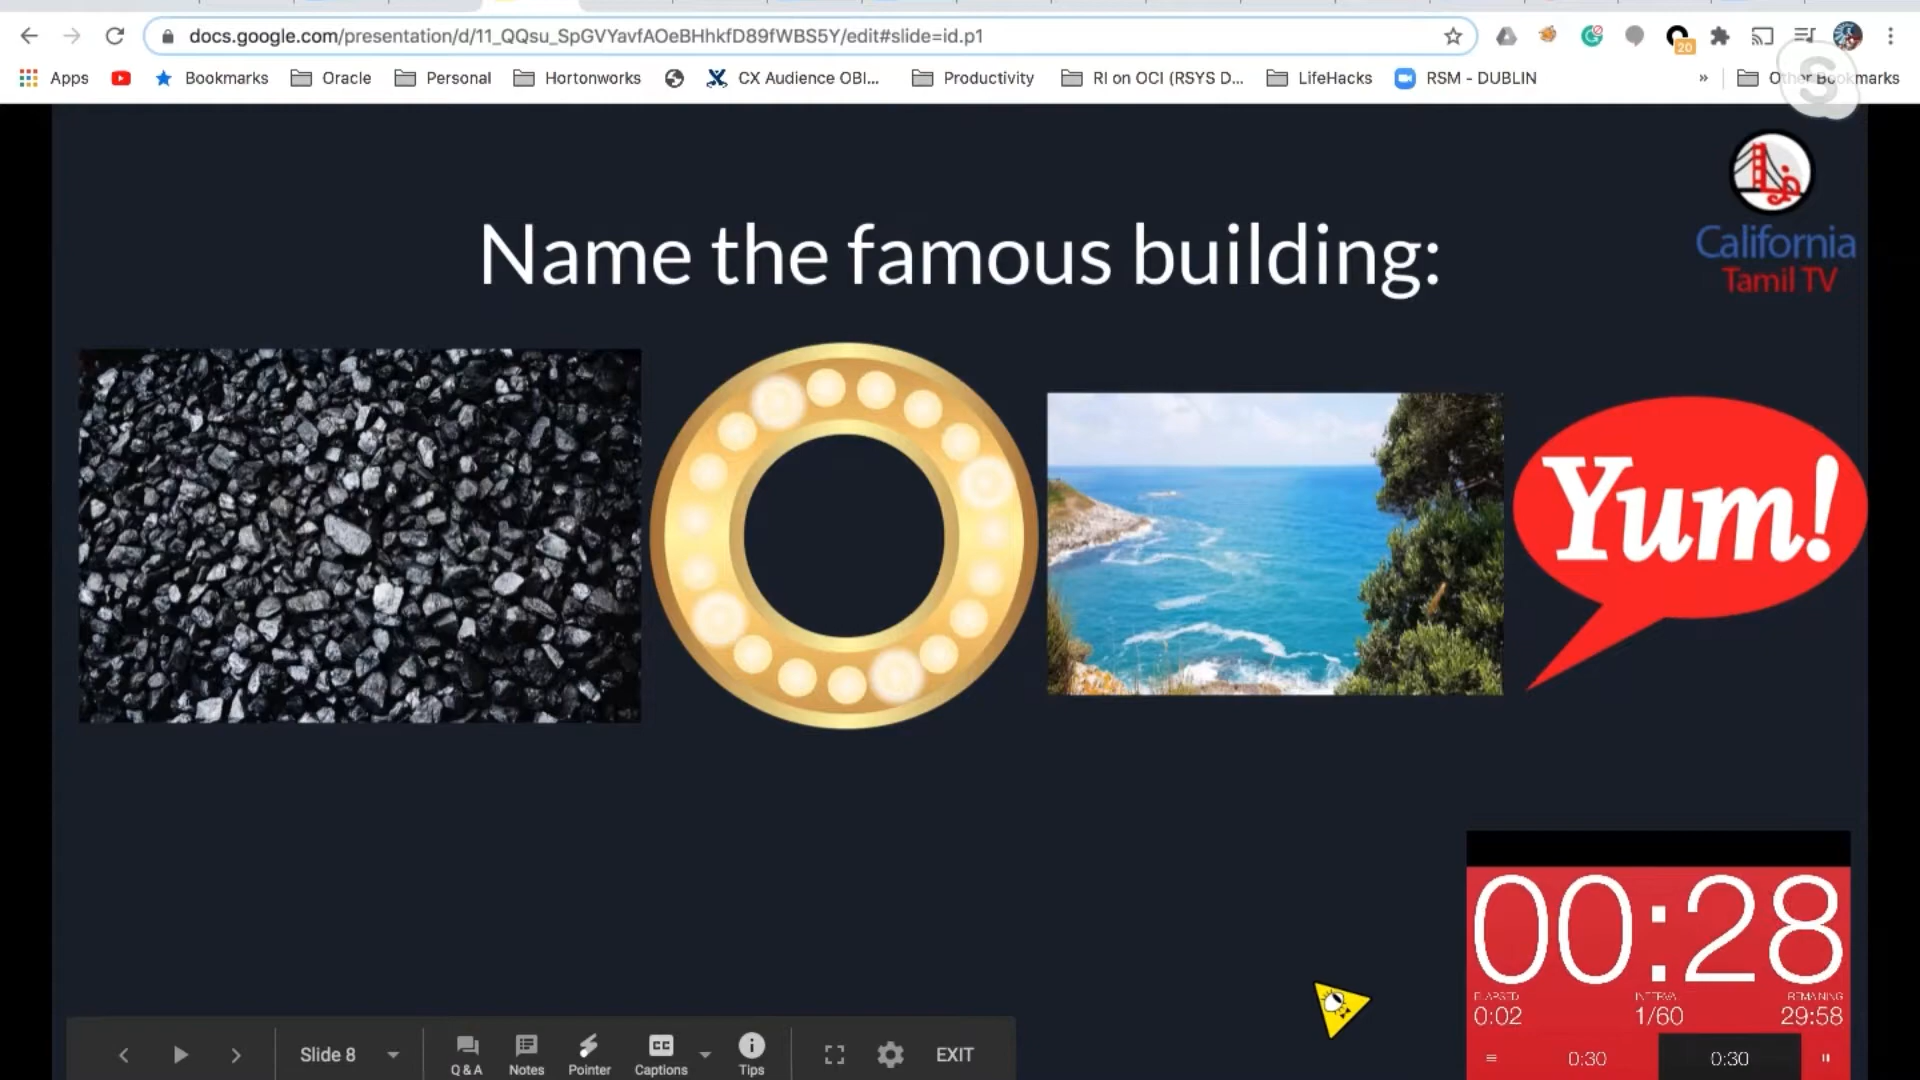 docs.google.com/presentation/d/11_QQsu_SpGVYavfAOeBHhkfD89fWBS5Y/edit#slide=id.p1
20
Apps Bookmarks Oracle Personal Hortonworks CX Audience OBI... Productivity RI on OCI (RSYS D... LifeHacks RSM - DUBLIN » Other Bookmarks
S
California
Tamil TV
Name the famous building:
Yum!
00:28
ELAPSED INTERVAL REMAINING
0:02 1/60 29:58
0:30 0:30
Slide 8
CC
Q&A Notes Pointer Captions Tips
EXIT